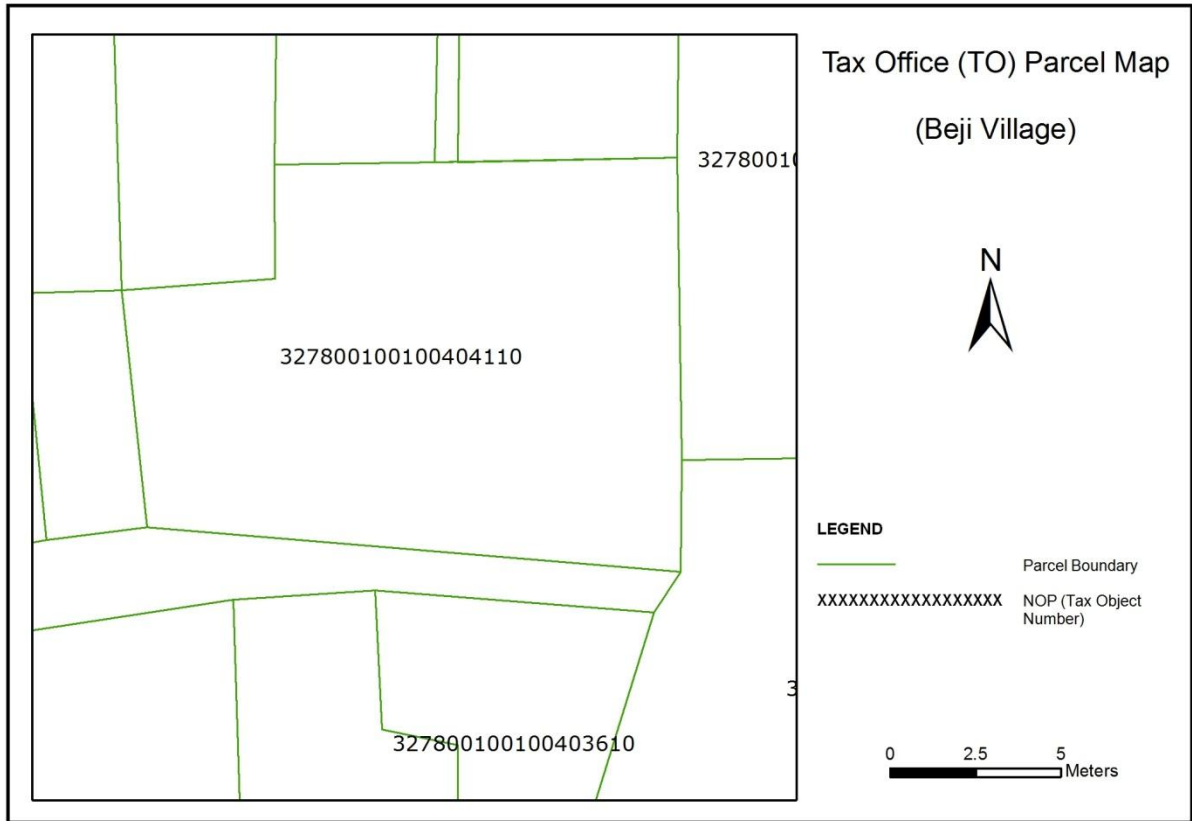 Tax Office (TO) Parcel Map
(Beji Village)
N
3278001
327800100100404110
LEGEND
Parcel Boundary
XXXXXXXXXXXXXXXXXX NOP (Tax Object
Number)
3
327800100100403610
0 2.5 5
Meters